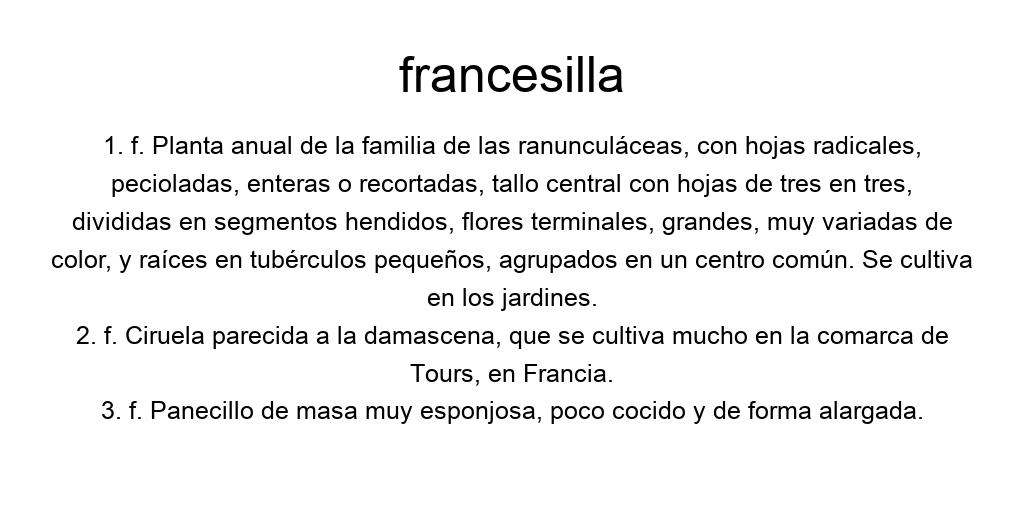 francesilla
1. f. Planta anual de la familia de las ranunculáceas, con hojas radicales,
pecioladas, enteras o recortadas, tallo central con hojas de tres en tres,
divididas en segmentos hendidos, flores terminales, grandes, muy variadas de
color, y raíces en tubérculos pequeños, agrupados en un centro común. Se cultiva
en los jardines.
2. f. Ciruela parecida a la damascena, que se cultiva mucho en la comarca de
Tours, en Francia.
3. f. Panecillo de masa muy esponjosa, poco cocido y de forma alargada.